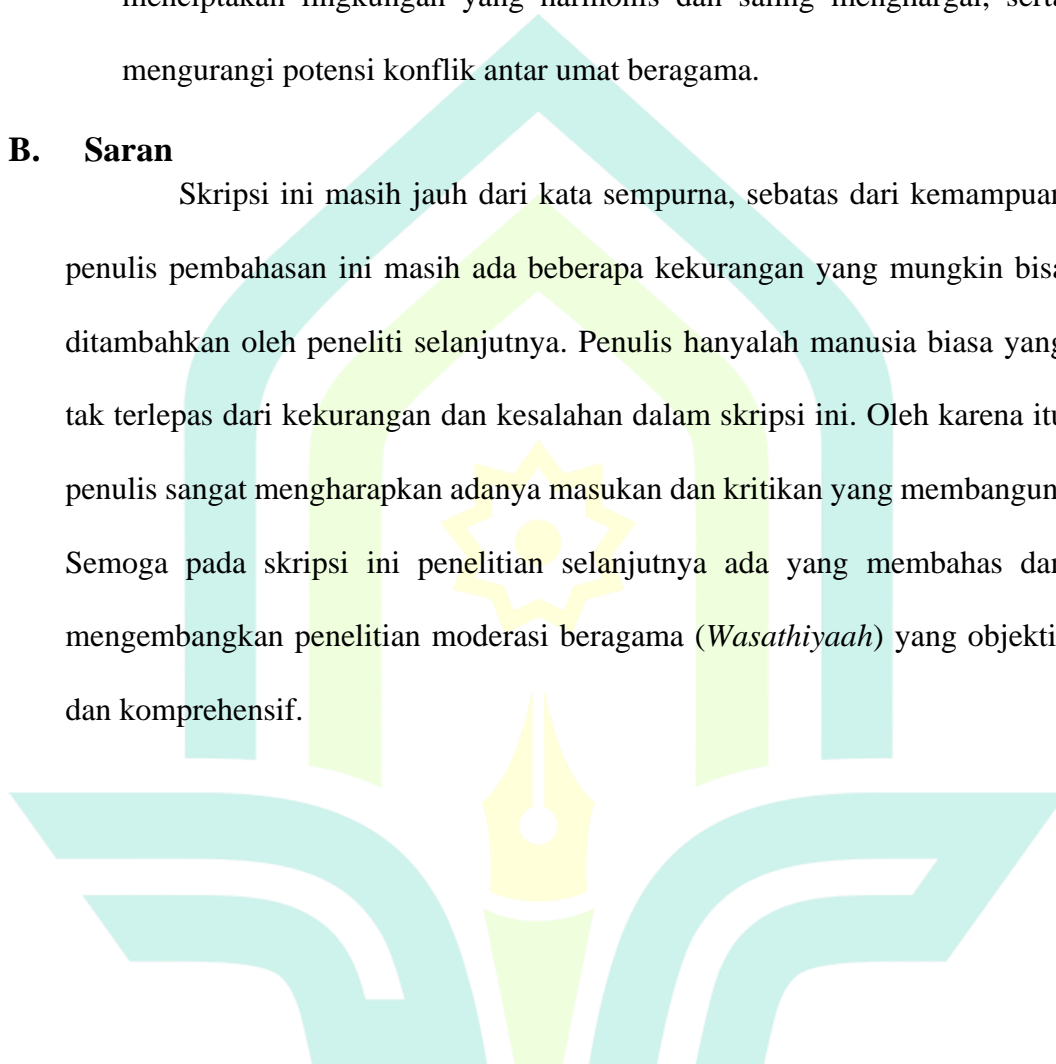 menciptakan lingkungan yang harmonis dan saling menghargai, serta
mengurangi potensi konflik antar umat beragama.
B. Saran
Skripsi ini masih jauh dari kata sempurna, sebatas dari kemampuan
penulis pembahasan ini masih ada beberapa kekurangan yang mungkin bisa
ditambahkan oleh peneliti selanjutnya. Penulis hanyalah manusia biasa yang
tak terlepas dari kekurangan dan kesalahan dalam skripsi ini. Oleh karena itu
penulis sangat mengharapkan adanya masukan dan kritikan yang membangun
Semoga pada skripsi ini penelitian selanjutnya ada yang membahas dan
mengembangkan penelitian moderasi beragama (Wasathiyaah) yang objekti
dan komprehensif.